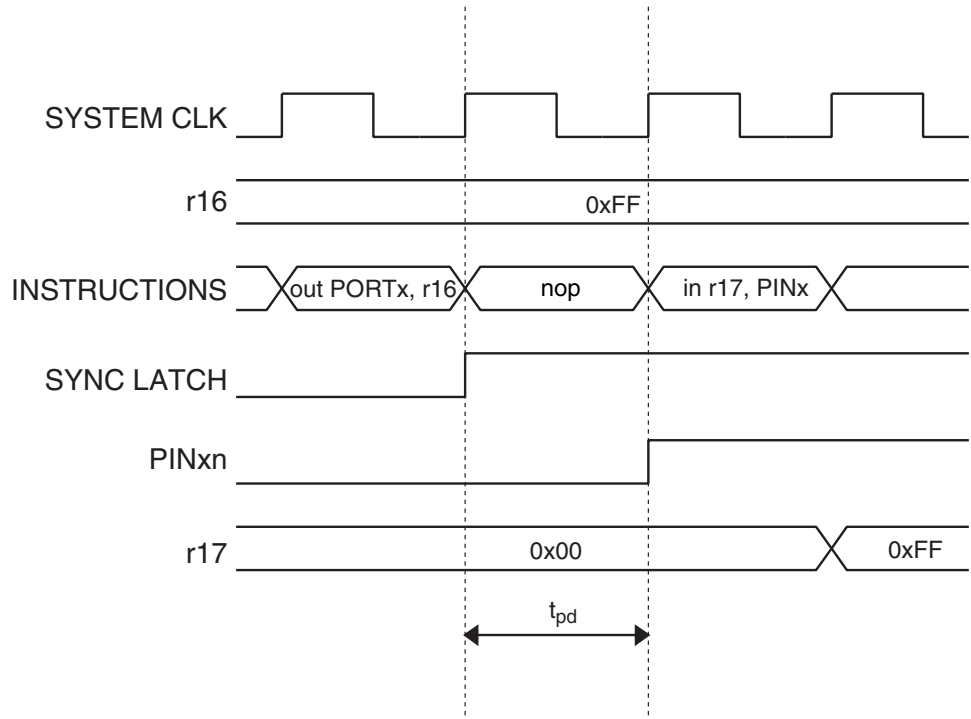 SYSTEM CLK
r16
0xFF
INSTRUCTIONS
out PORTx, r16
nop
in r17, PINx
SYNC LATCH
PINxn
r17
0x00
0xFF
tpd